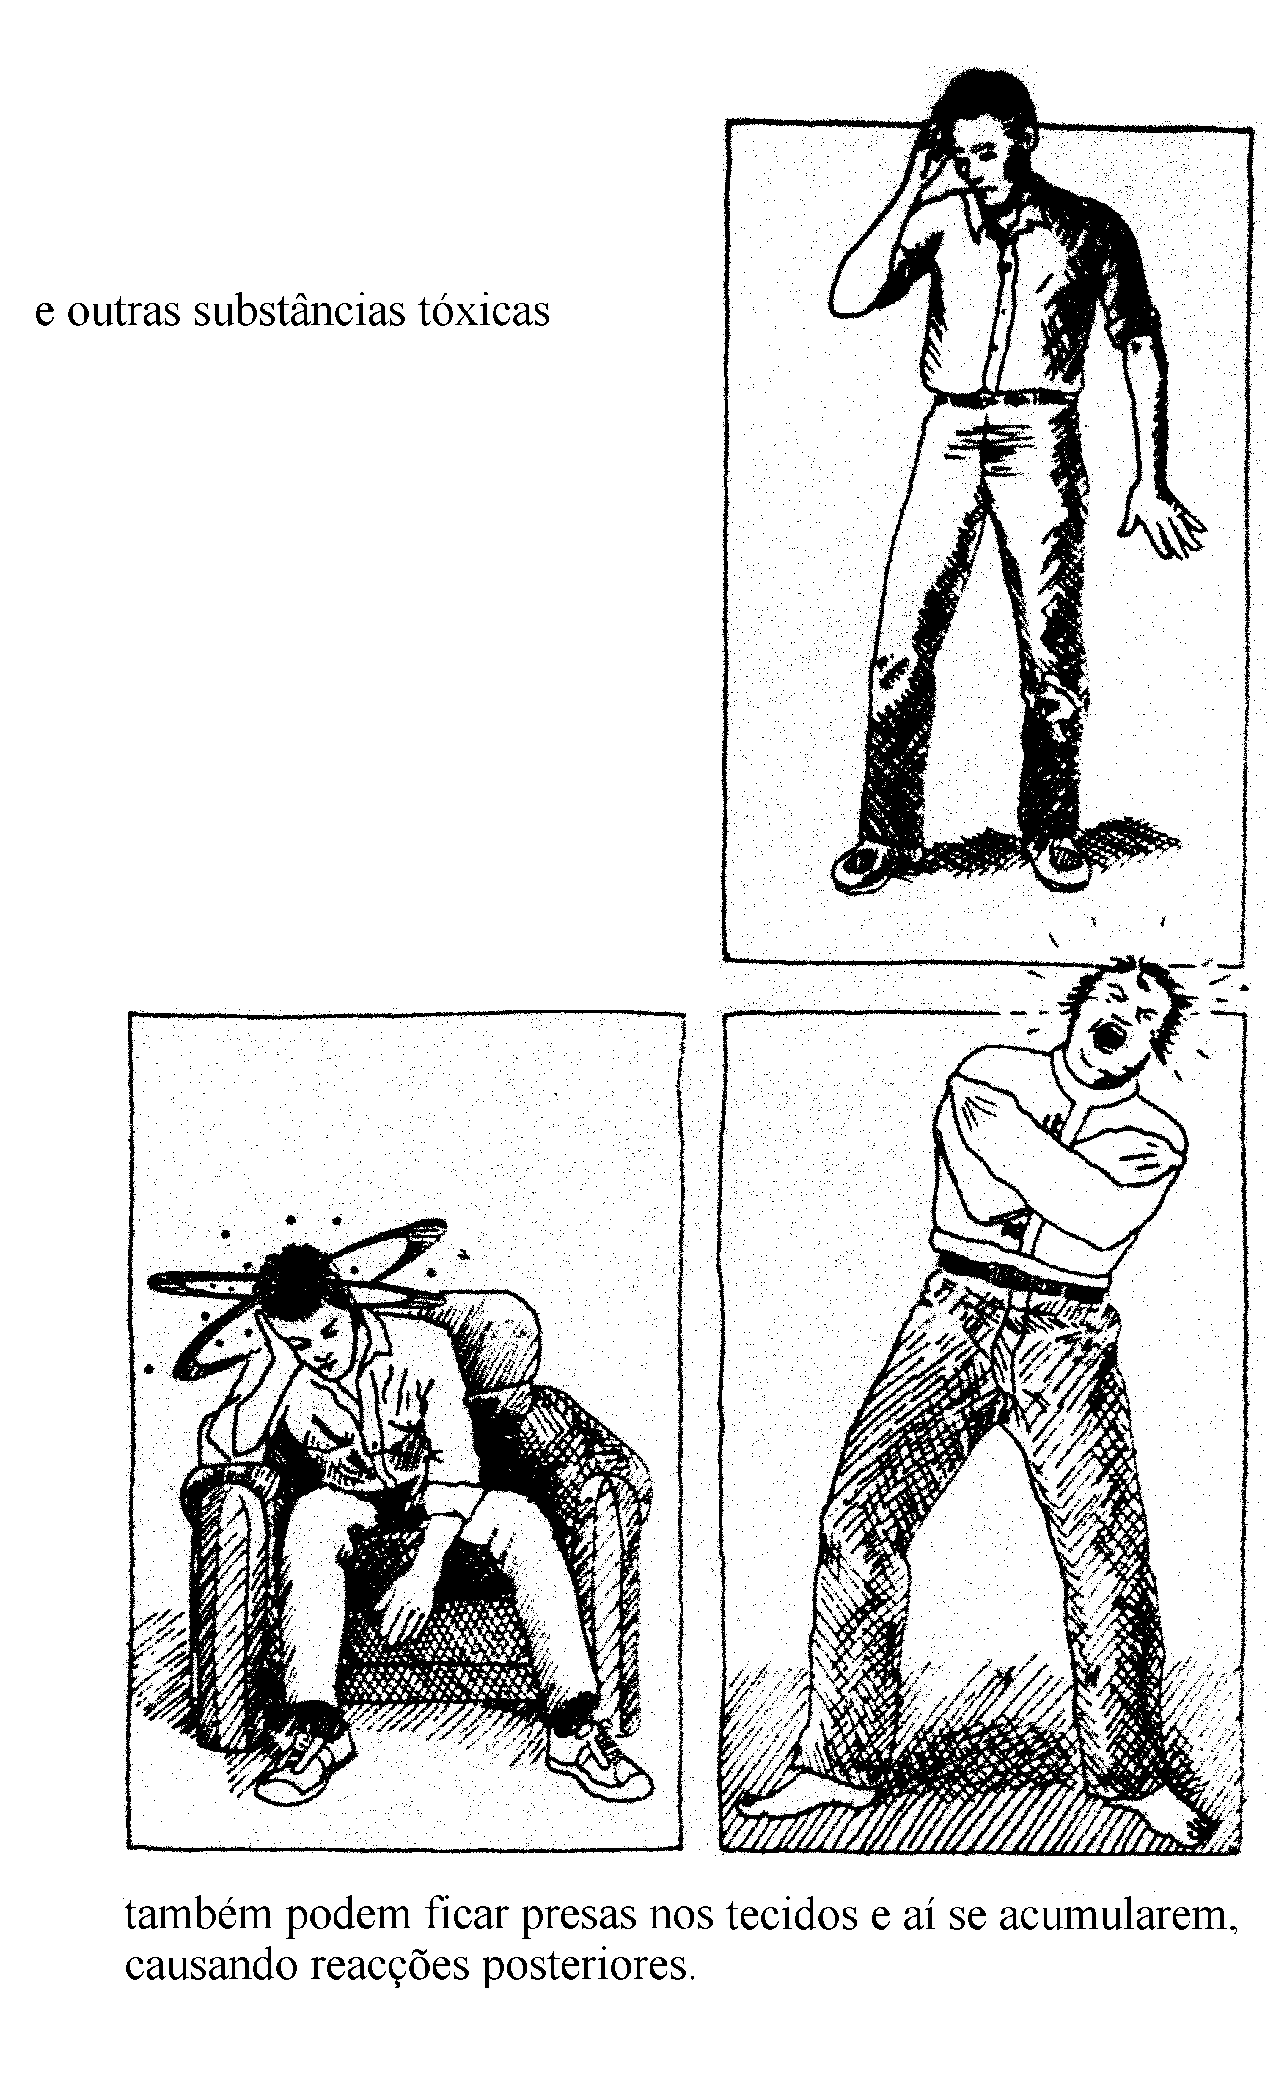 e outras substâncias tóxicas
também podem ficar presas nos tecidos e aí se acumularem,
causando reacções posteriores.